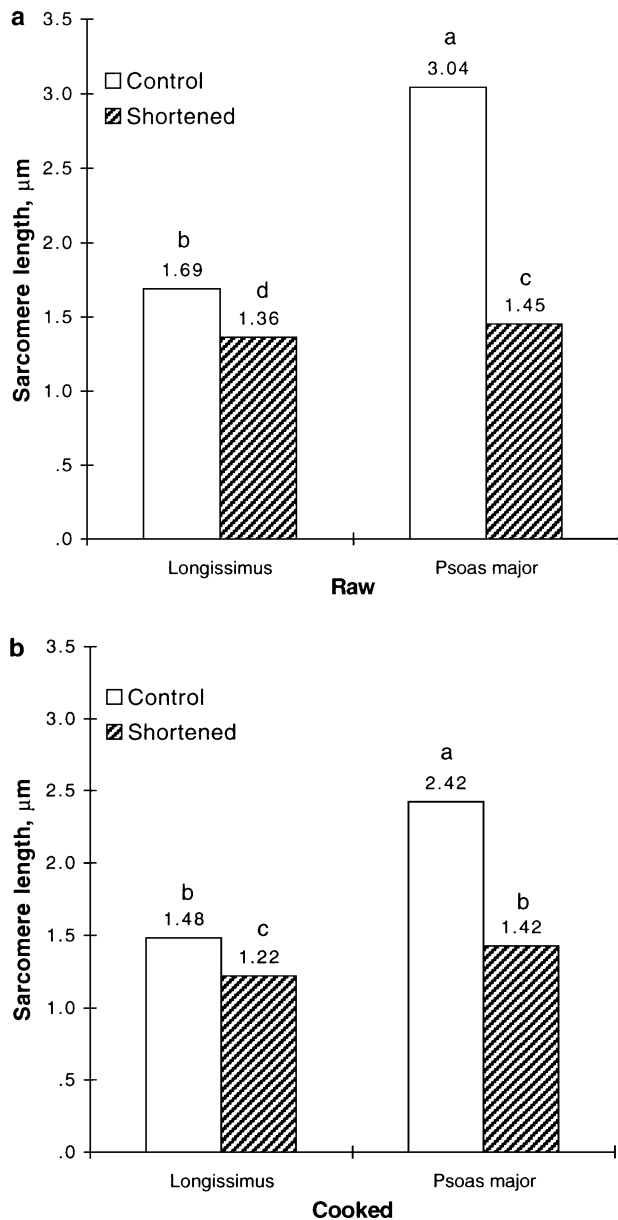 a
Sarcomere length, µm
3.5
3.0
2.5
2.0
1.5
1.0
.5
.0
Control
Shortened
b
1.69
d
1.36
a
3.04
c
1.45
Longissimus
Psoas major
Raw
b
Sarcomere length, µm
3.5
3.0
2.5
2.0
1.5
1.0
.5
.0
Control
Shortened
b
1.48
c
1.22
a
2.42
b
1.42
Longissimus
Psoas major
Cooked